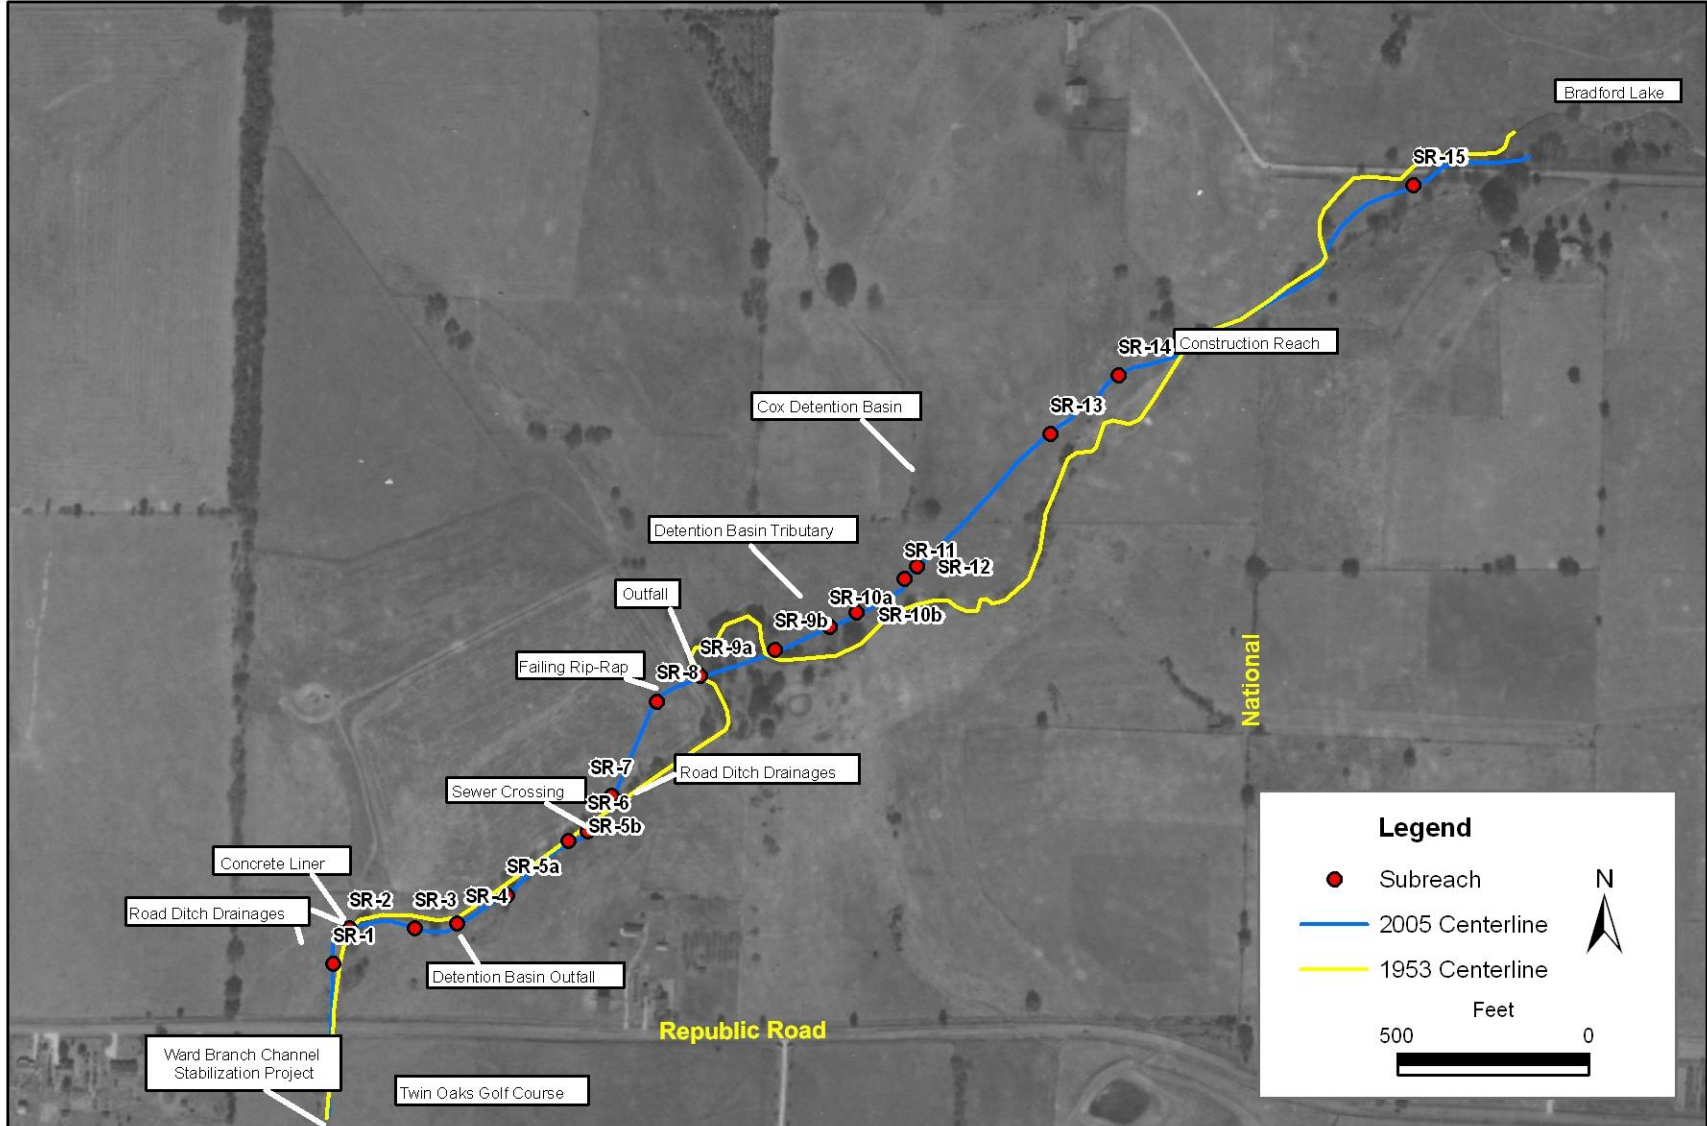 Bradford Lake
SR-15
Construction Reach
SR-14
SR-13
Cox Detention Basin
Detention Basin Tributary
SR-11
SR-12
Outfall
SR-10a
SR-10b
SR-9b
SR-9a
Failing Rip-Rap
SR-8
National
SR-7
Road Ditch Drainages
Sewer Crossing
SR-6
SR-5b
Concrete Liner
SR-5a
SR-2
SR-3
SR-4
Road Ditch Drainages
SR-1
Detention Basin Outfall
Republic Road
Ward Branch Channel
Stabilization Project
Twin Oaks Golf Course
Legend
Subreach
2005 Centerline
1953 Centerline
N
Feet
500 0